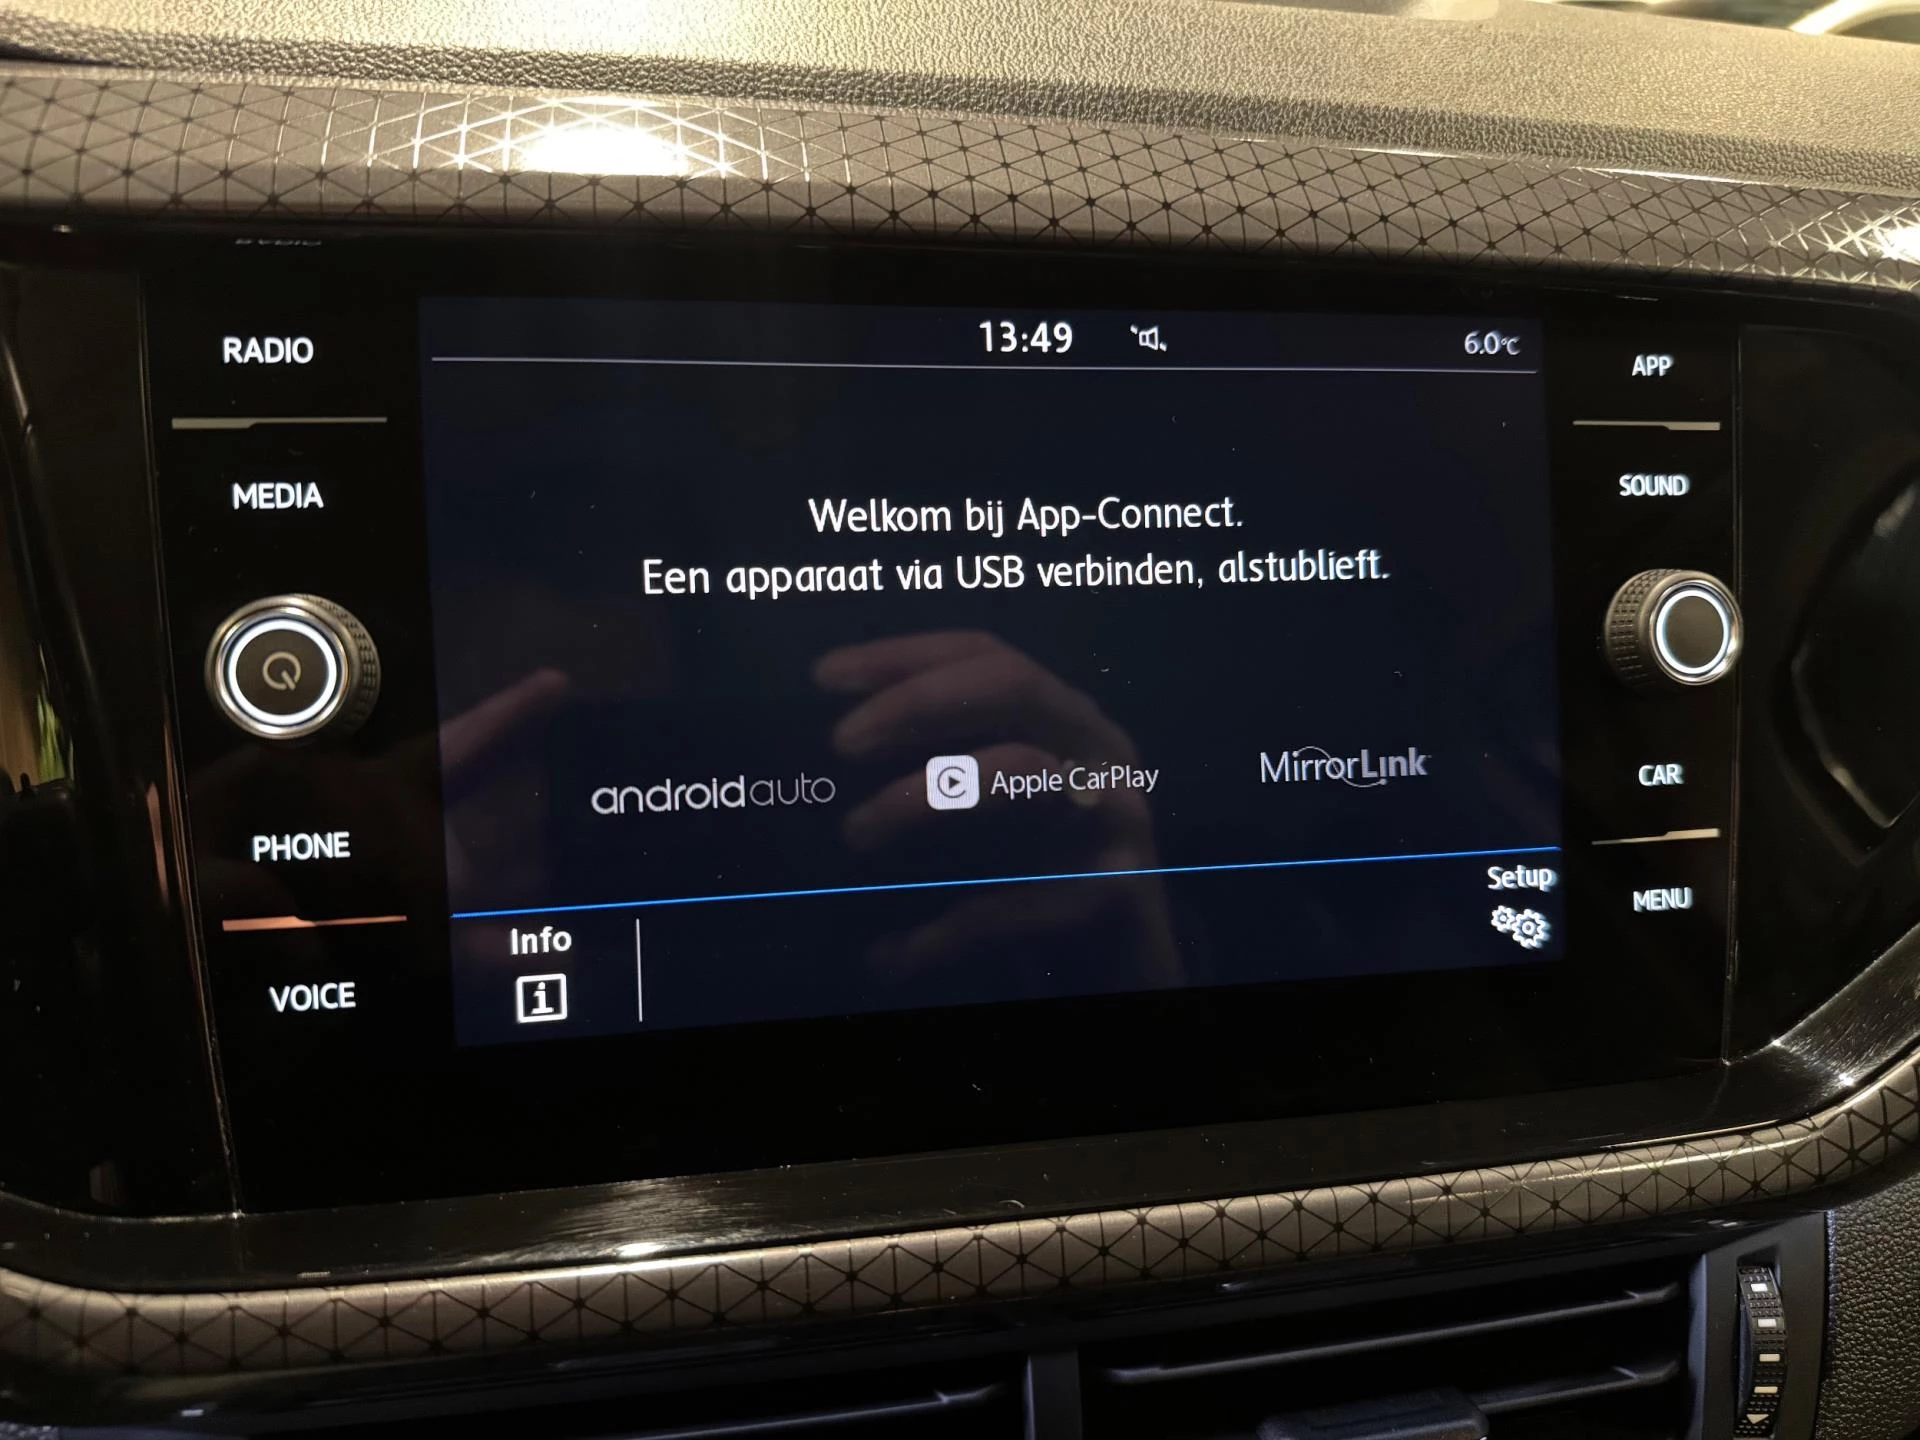 RADIO
MEDIA
PHONE
VOICE
13:49
6.0°C
Welkom bij App-Connect.
Een apparaat via USB verbinden, alstublieft.
androidauto
Apple CarPlay
MirrorLink
Info
i
Setup
APP
SOUND
CAR
MENU